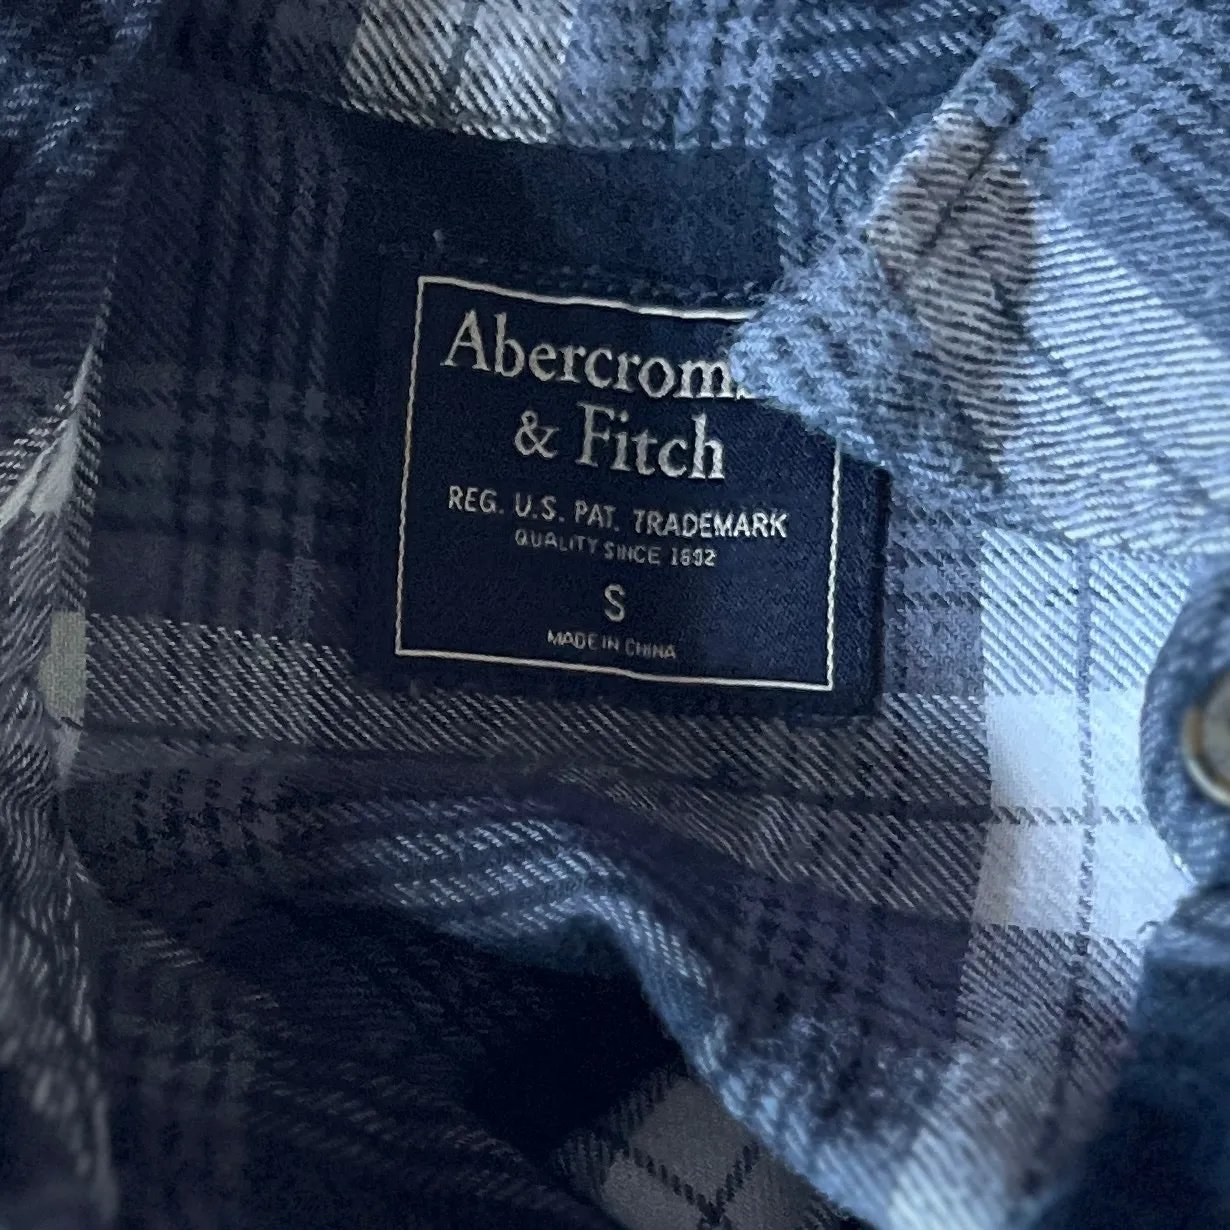 Abercrom
& Fitch
REG. U.S. PAT. TRADEMARK
QUALITY SINCE 1892
S
MADE IN CHINA